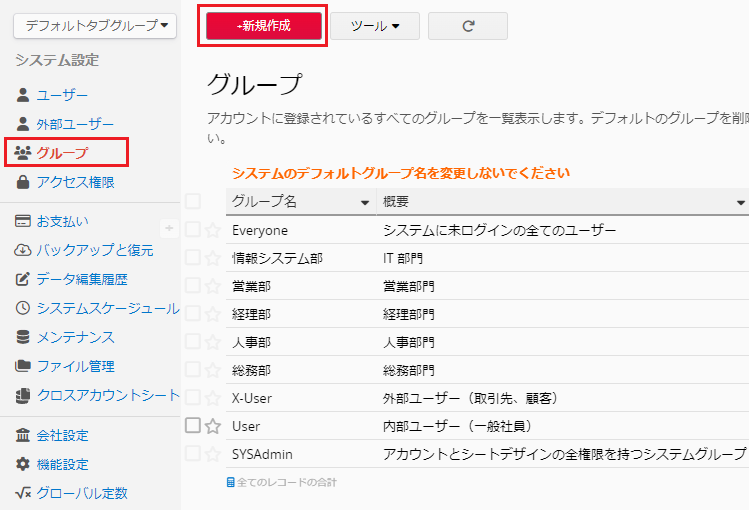 デフォルトタブグループ
+新規作成
ツール
システム設定
ユーザー
外部ユーザー
グループ
アクセス権限
お支払い
バックアップと復元
データ編集履歴
システムスケージュール
メンテナンス
ファイル管理
クロスアカウントシート
会社設定
機能設定
グローバル定数
グループ
アカウントに登録されているすべてのグループを一覧表示します。デフォルトのグループを削除
い。
システムのデフォルトグループ名を変更しないでください
グループ名 概要
Everyone システムに未ログインの全てのユーザー
情報システム部 IT 部門
営業部 営業部門
経理部 経理部門
人事部 人事部門
総務部 総務部門
X-User 外部ユーザー（取引先、顧客）
User 内部ユーザー（一般社員）
SYSAdmin アカウントとシートデザインの全権限を持つシステムグループ
全てのレコードの合計